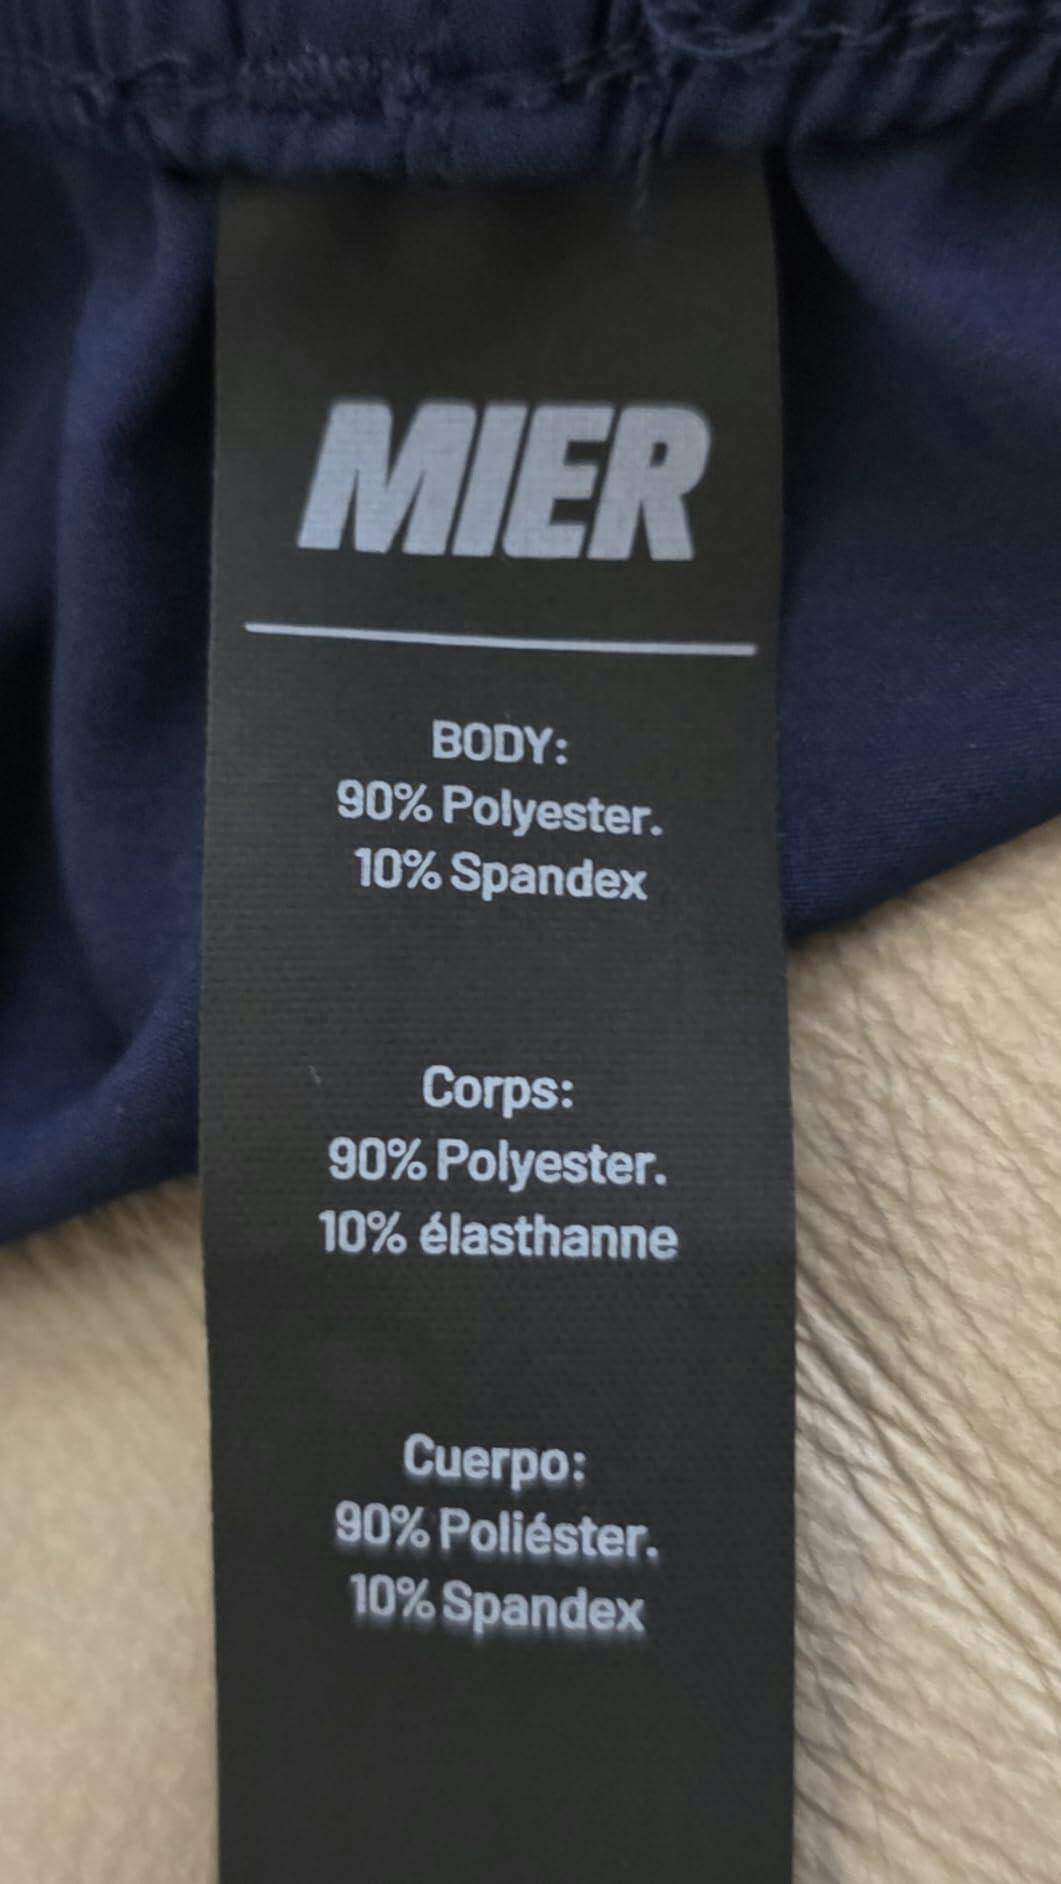 MIER
BODY:
90% Polyester.
10% Spandex
Corps:
90% Polyester.
10% élasthanne
Cuerpo:
90% Poliéster.
10% Spandex